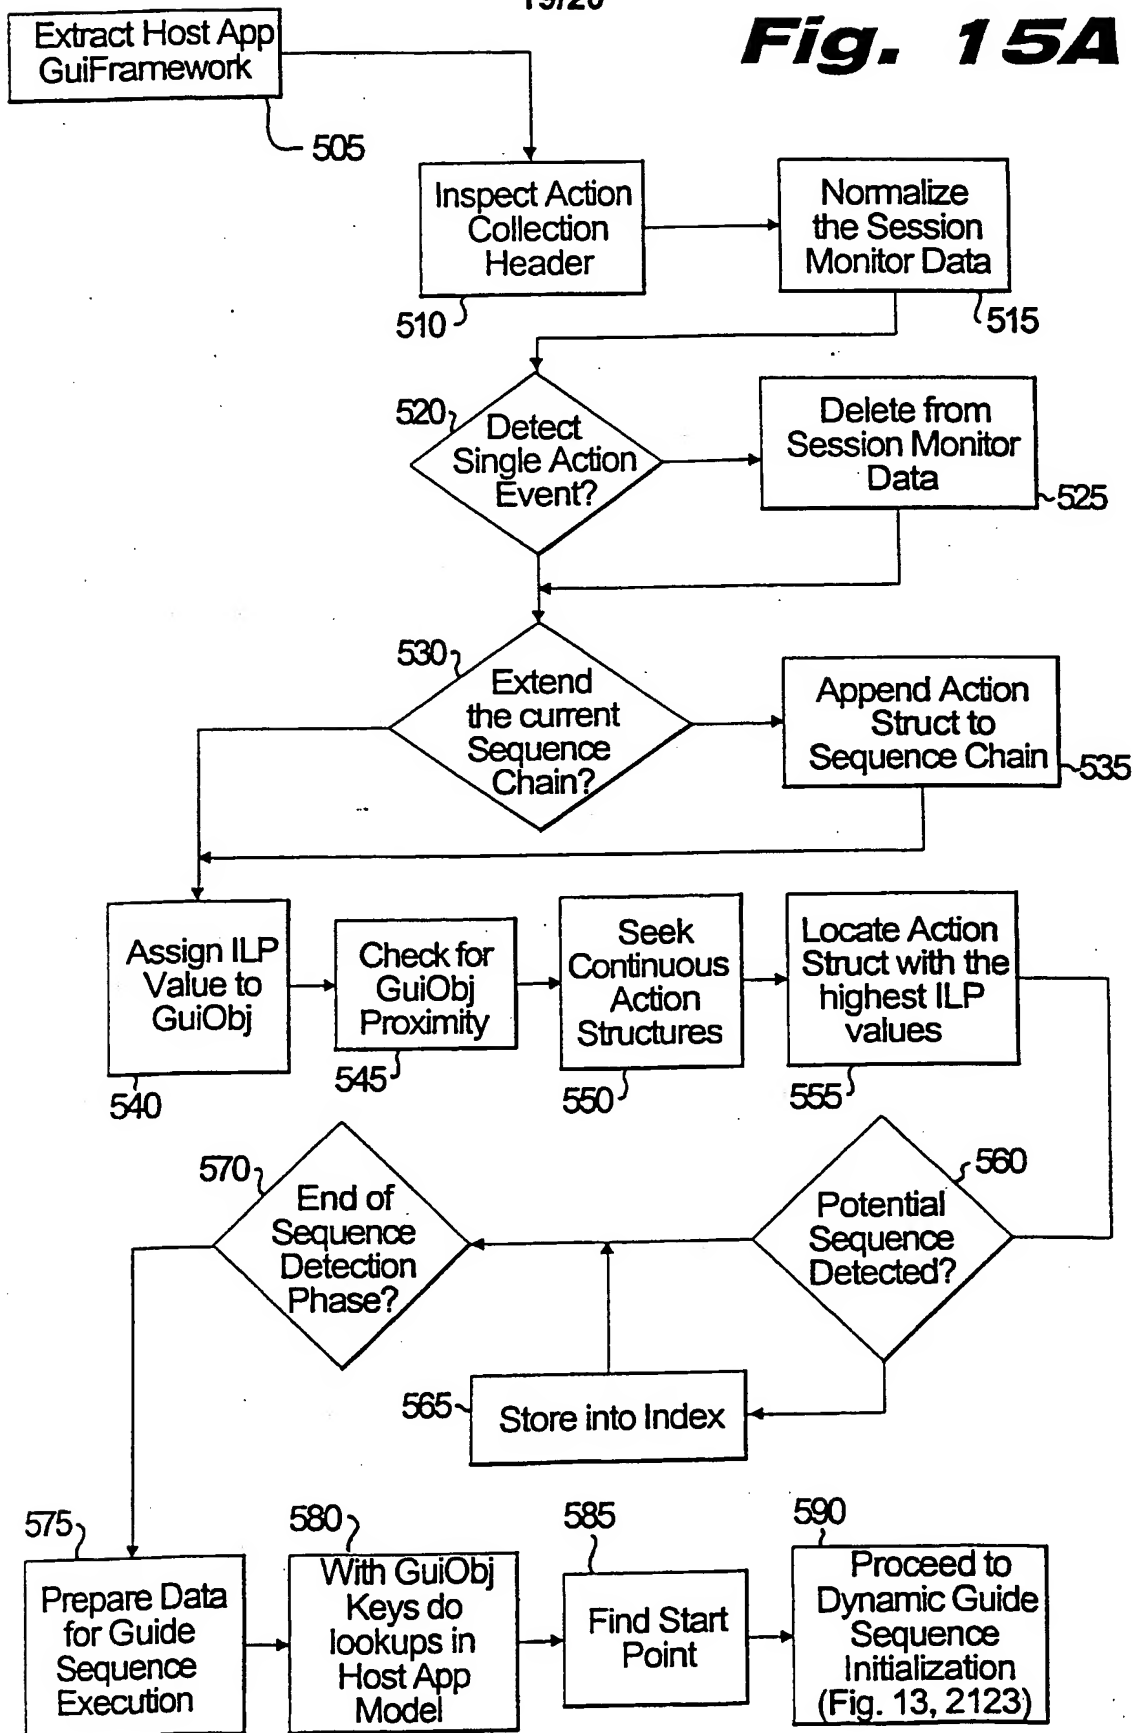 19/20
Fig. 15A
Extract Host App
GuiFramework
505
Inspect Action
Collection
Header
510
Normalize
the Session
Monitor Data
515
520
Detect
Single Action
Event?
Delete from
Session Monitor
Data
525
530
Extend
the current
Sequence
Chain?
Append Action
Struct to
Sequence Chain
535
Assign ILP
Value to
GuiObj
540
Check for
GuiObj
Proximity
545
Seek
Continuous
Action
Structures
550
Locate Action
Struct with the
highest ILP
values
555
570
End of
Sequence
Detection
Phase?
560
Potential
Sequence
Detected?
565
Store into Index
575
Prepare Data
for Guide
Sequence
Execution
580
With GuiObj
Keys do
lookups in
Host App
Model
585
Find Start
Point
590
Proceed to
Dynamic Guide
Sequence
Initialization
(Fig. 13, 2123)